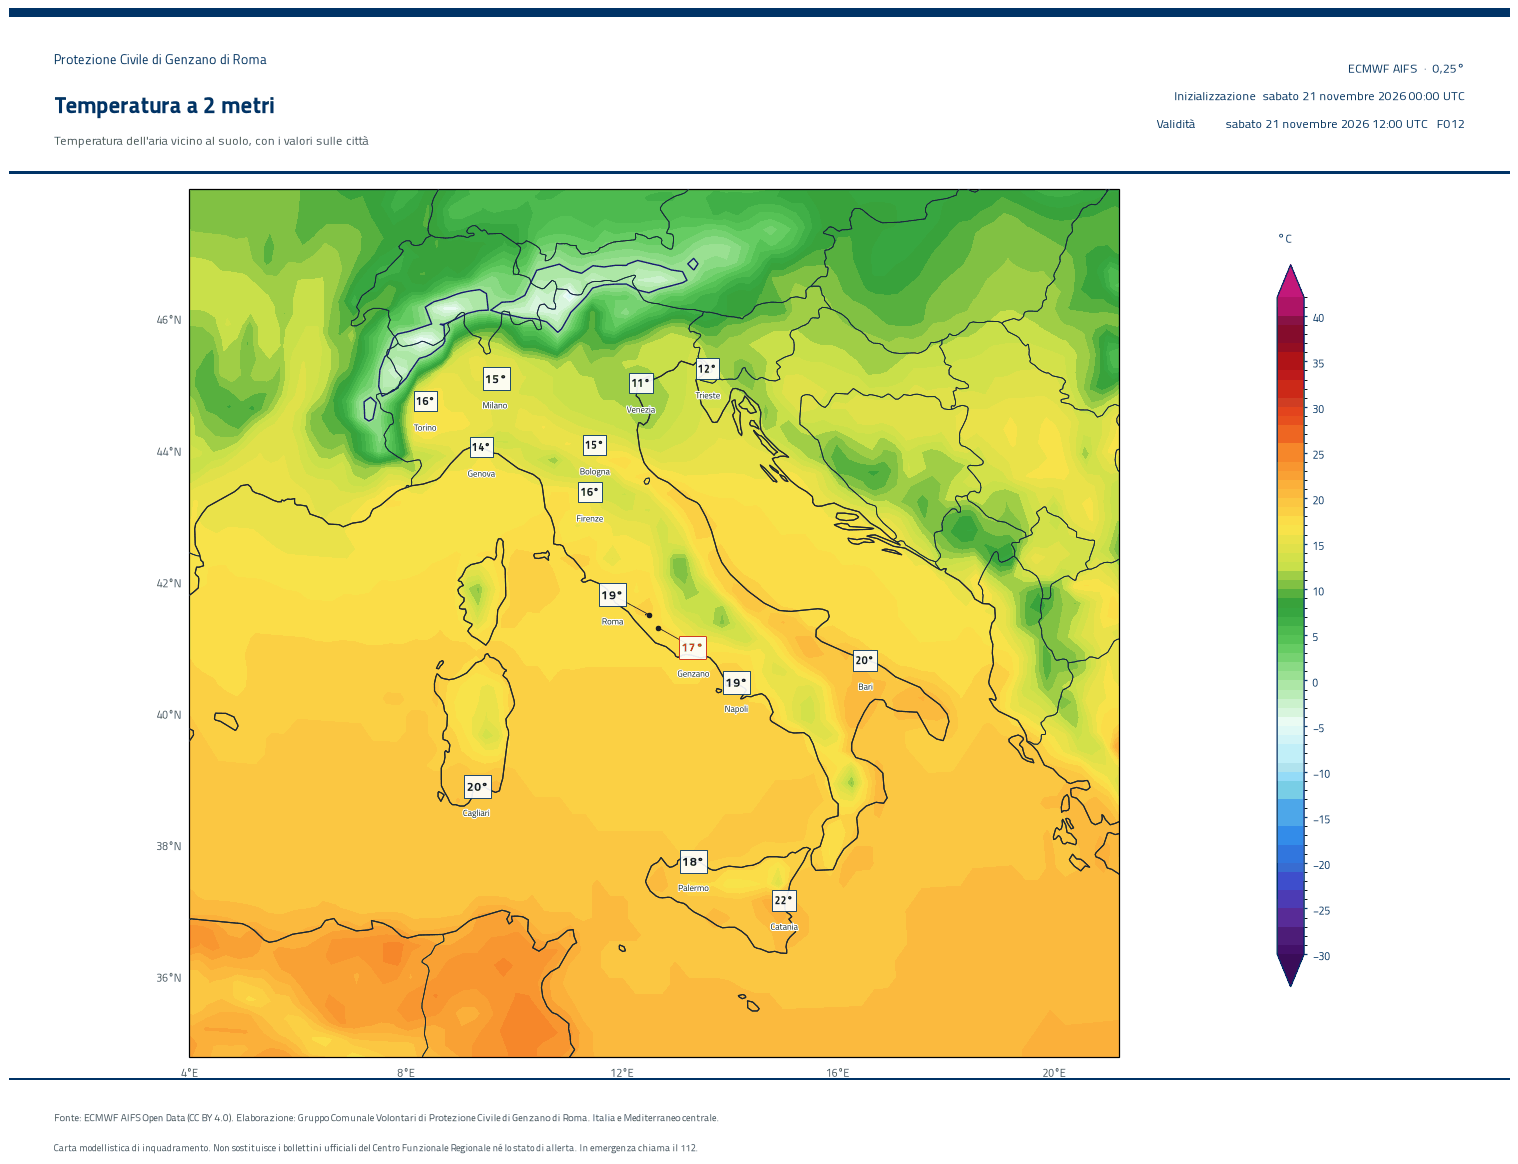 Protezione Civile di Genzano di Roma
Temperatura a 2 metri
Temperatura dell'aria vicino al suolo, con i valori sulle città
ECMWF AIFS · 0,25°
Inizializzazione sabato 21 novembre 2026 00:00 UTC
Validità sabato 21 novembre 2026 12:00 UTC F012
°C
40
35
30
25
20
15
10
5
0
−5
−10
−15
−20
−25
−30
46°N
44°N
42°N
40°N
38°N
36°N
4°E
8°E
12°E
16°E
20°E
12°
Trieste
11°
Venezia
15°
Milano
16°
Torino
14°
Genova
15°
Bologna
16°
Firenze
19°
Roma
17°
Genzano
19°
Napoli
20°
Bari
20°
Cagliari
18°
Palermo
22°
Catania
Fonte: ECMWF AIFS Open Data (CC BY 4.0). Elaborazione: Gruppo Comunale Volontari di Protezione Civile di Genzano di Roma. Italia e Mediterraneo centrale.
Carta modellistica di inquadramento. Non sostituisce i bollettini ufficiali del Centro Funzionale Regionale né lo stato di allerta. In emergenza chiama il 112.